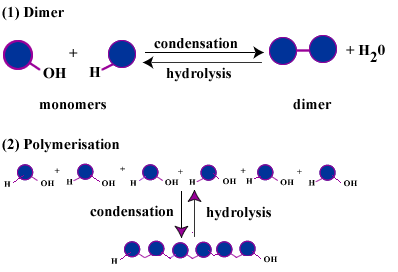 (1) Dimer
+ condensation + H20
OH H hydrolysis
monomers dimer
(2) Polymerisation
+ + + + + +
H OH H OH H OH H OH H OH H OH
condensation hydrolysis
H OH